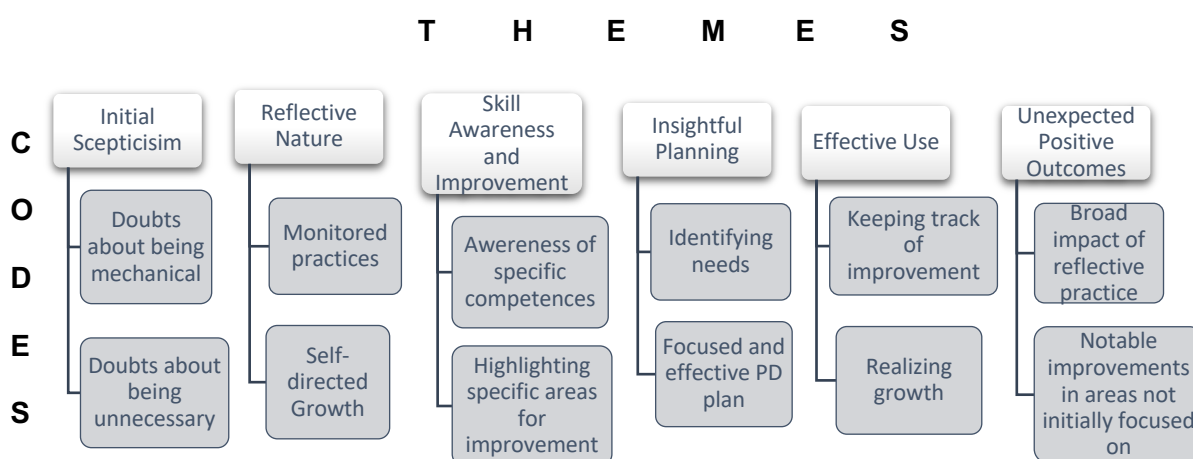 T H E M E S
C
O
D
E
S
Initial
Scepticisim
Doubts
about being
mechanical
Doubts about
being
unnecessary
Reflective
Nature
Monitored
practices
Self-
directed
Growth
Skill
Awareness
and
Improvement
Awereness of
specific
competences
Highlighting
specific areas
for
improvement
Insightful
Planning
Identifying
needs
Focused and
effective PD
plan
Effective Use
Keeping track
of
improvement
Realizing
growth
Unexpected
Positive
Outcomes
Broad
impact of
reflective
practice
Notable
improvements
in areas not
initially focused
on